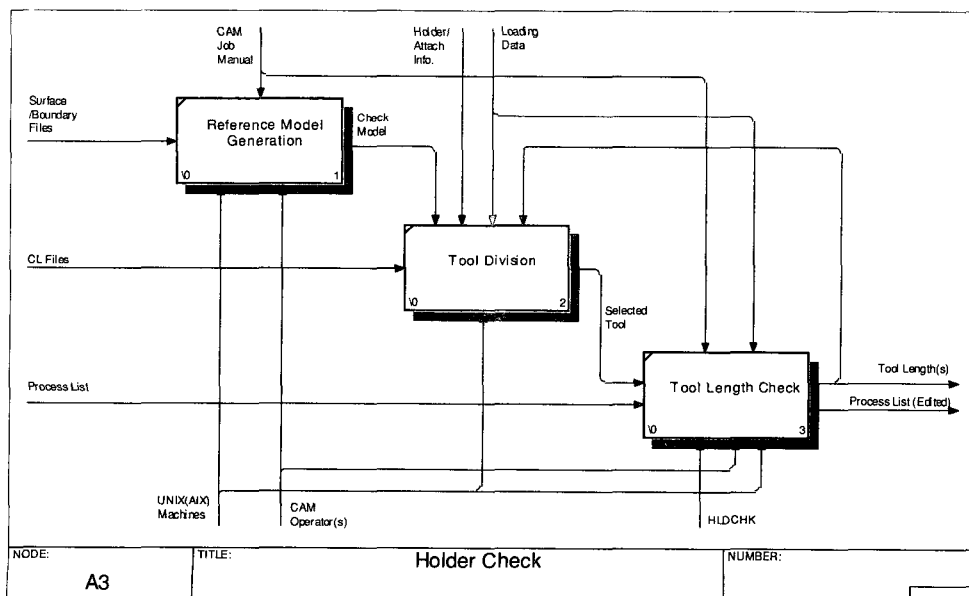 CAM
Job
Manual
Holder/
Attach
Info.
Loading
Data
Surface
/Boundary
Files
Reference Model
Generation
\0
1
Check
Model
CL Files
Tool Division
\0
2
Selected
Tool
Process List
Tool Length Check
\0
3
Tool Length(s)
Process List (Edited)
UNIX(AIX)
Machines
CAM
Operator(s)
HLDCHK
NODE:
A3
TITLE:
Holder Check
NUMBER: